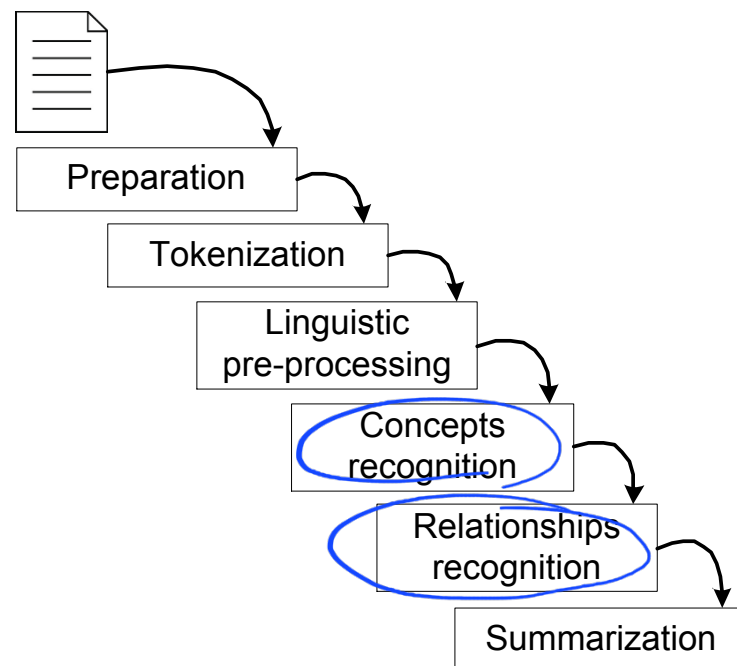 Preparation
Tokenization
Linguistic
pre-processing
Concepts
recognition
Relationships
recognition
Summarization